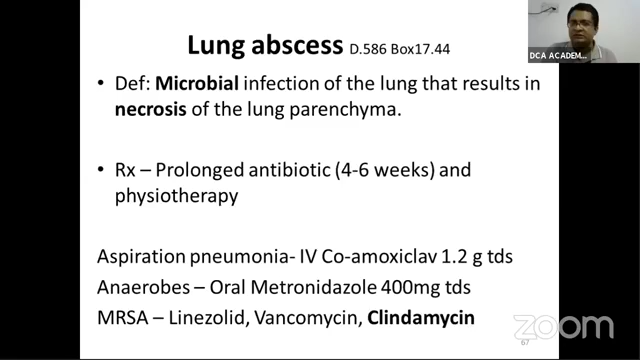 Lung abscess D.586 Box17.44
DCA ACADEM...
• Def: Microbial infection of the lung that results in
necrosis of the lung parenchyma.
• Rx – Prolonged antibiotic (4-6 weeks) and
physiotherapy
Aspiration pneumonia- IV Co-amoxiclav 1.2 g tds
Anaerobes – Oral Metronidazole 400mg tds
MRSA – Linezolid, Vancomycin, Clindamycin
zoom
67